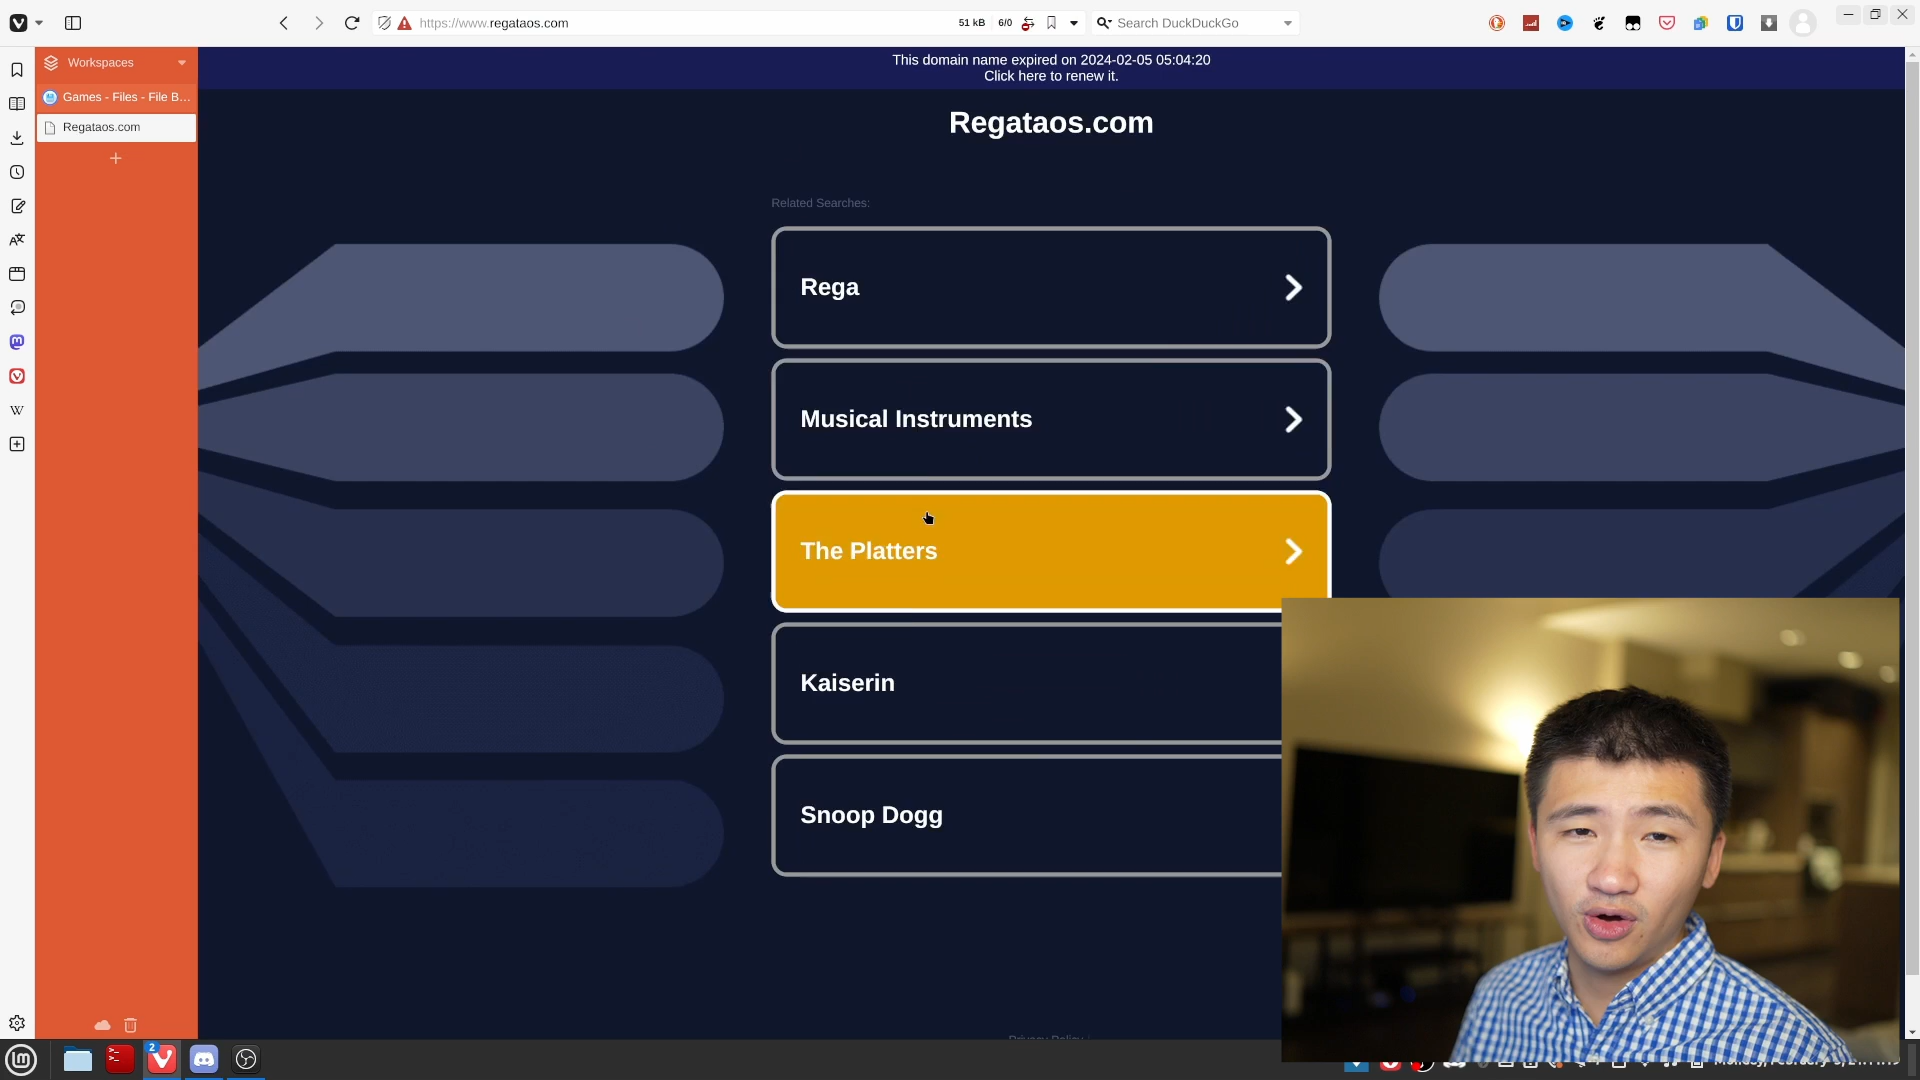 https://www.regataos.com
51 kB
6/0
Search DuckDuckGo
Workspaces
Games - Files - File B...
Regataos.com
This domain name expired on 2024-02-05 05:04:20
Click here to renew it.
Regataos.com
Related Searches:
Rega
Musical Instruments
The Platters
Kaiserin
Snoop Dogg
2